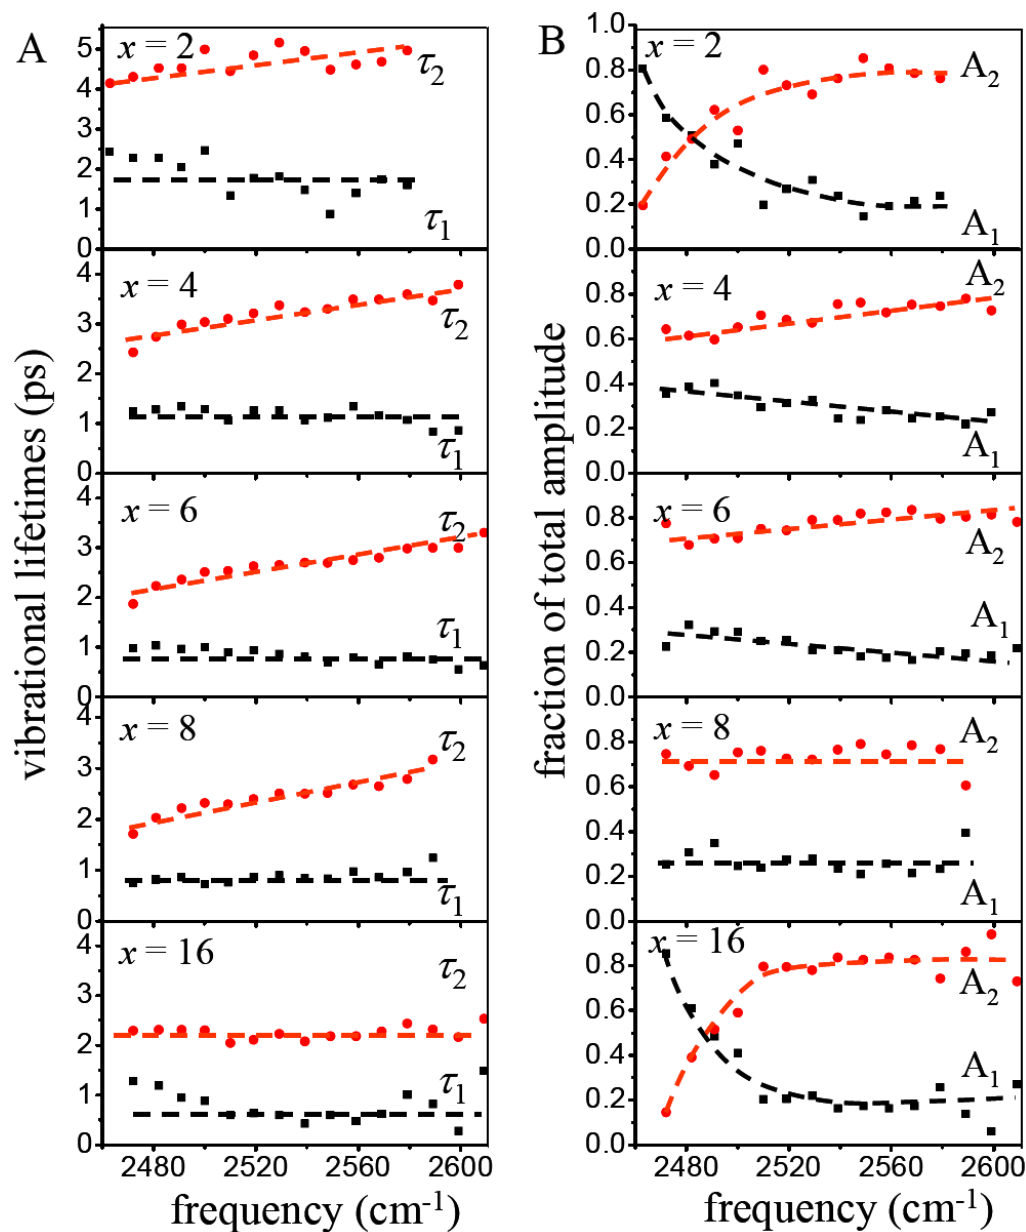 A
x = 2
5
4
3
2
1
0
τ2
τ1
x = 4
4
3
2
1
0
τ2
τ1
x = 6
4
3
2
1
0
τ2
τ1
x = 8
4
3
2
1
0
τ2
τ1
x = 16
4
3
2
1
0
τ2
τ1
2480 2520 2560 2600
frequency (cm-1)
vibrational lifetimes (ps)
B
x = 2
1.0
0.8
0.6
0.4
0.2
0.0
A2
A1
x = 4
0.8
0.6
0.4
0.2
0.0
A2
A1
x = 6
0.8
0.6
0.4
0.2
0.0
A2
A1
x = 8
0.8
0.6
0.4
0.2
0.0
A2
A1
x = 16
0.8
0.6
0.4
0.2
0.0
A2
A1
2480 2520 2560 2600
frequency (cm-1)
fraction of total amplitude